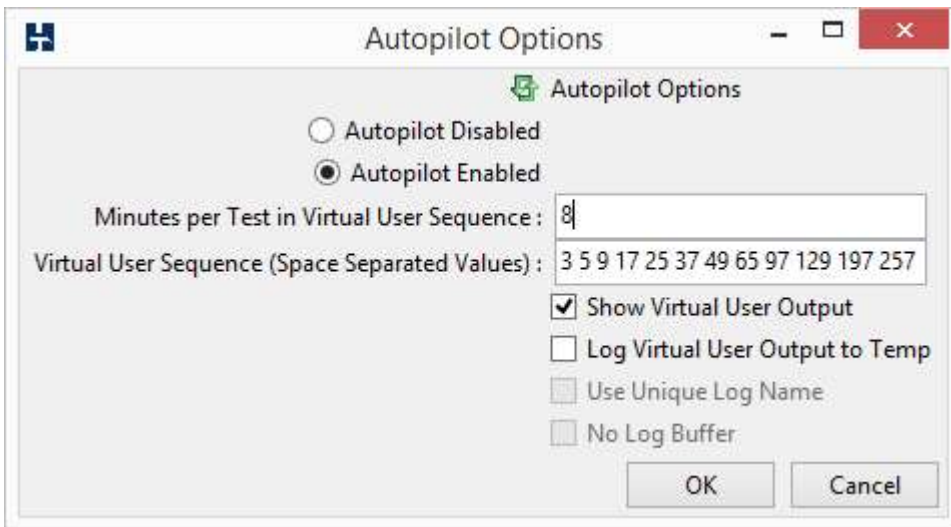 Autopilot Options
Autopilot Options
Autopilot Disabled
Autopilot Enabled
Minutes per Test in Virtual User Sequence : 8
Virtual User Sequence (Space Separated Values) : 3 5 9 17 25 37 49 65 97 129 197 257
Show Virtual User Output
Log Virtual User Output to Temp
Use Unique Log Name
No Log Buffer
OK Cancel